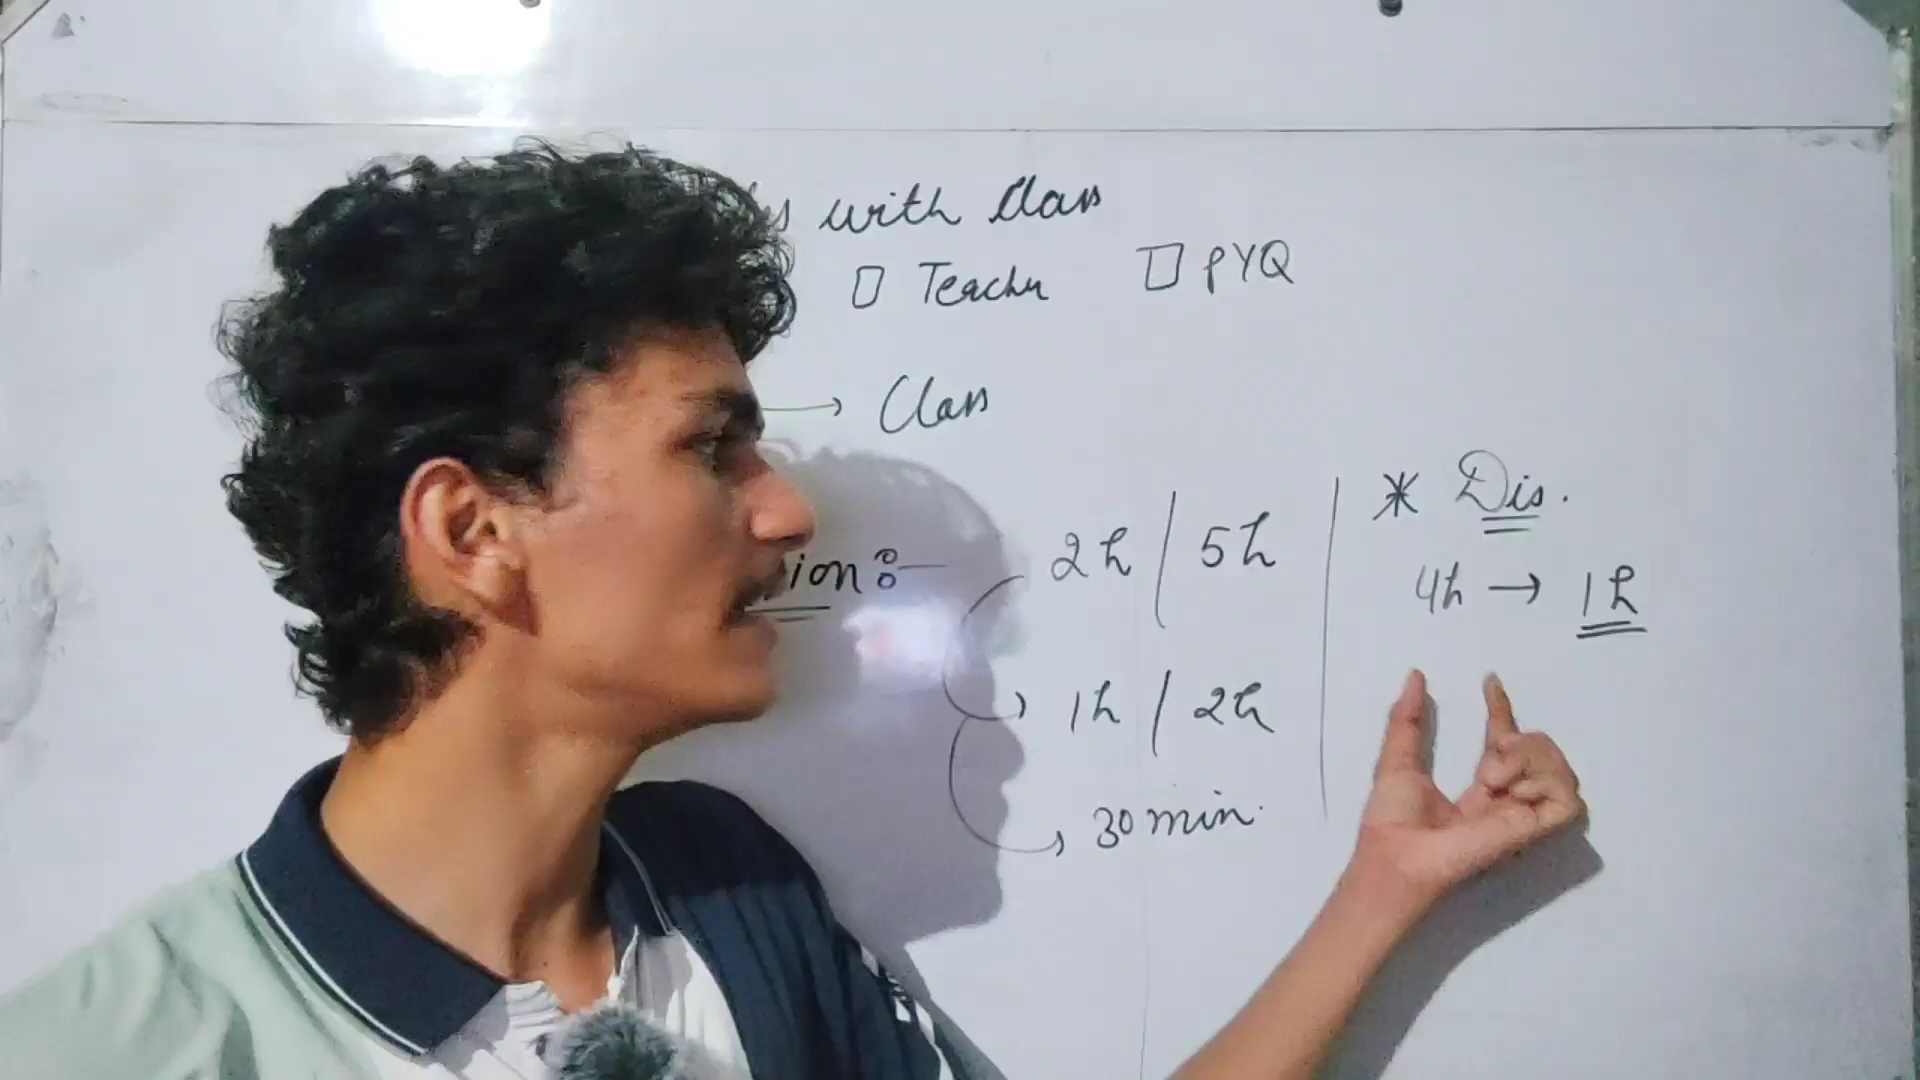 with Class
□ Teacher □ PYQ
→ Class
ion :-
2h / 5h
1h / 2h
30 min.
* Dis.
4h → 1h